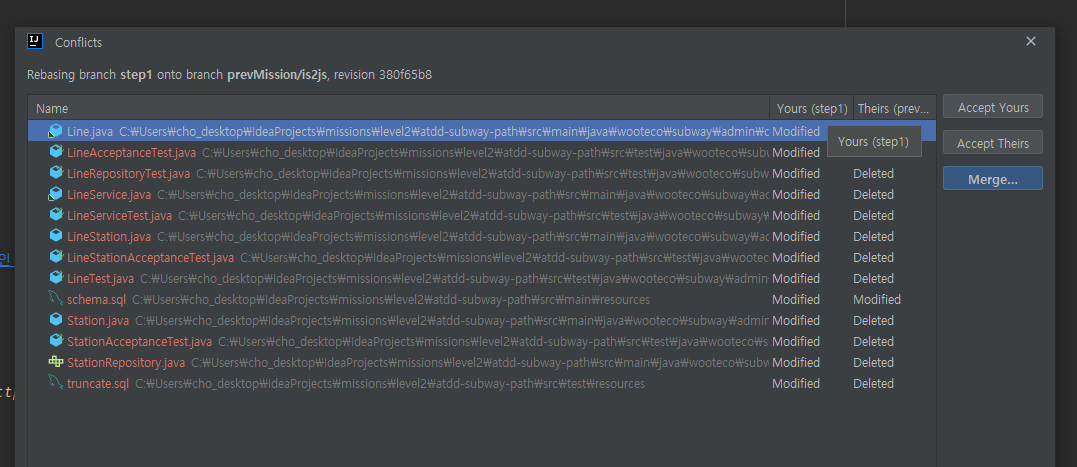 IJ Conflicts
Rebasing branch step1 onto branch prevMission/is2js, revision 380f65b8
Name Yours (step1) Theirs (prev...
Accept Yours
Line.java C:₩Users₩cho_desktop₩IdeaProjects₩missions₩level2₩atdd-subway-path₩src₩main₩java₩wooteco₩subway₩admin₩c Modified
Yours (step1)
Accept Theirs
LineAcceptanceTest.java C:₩Users₩cho_desktop₩IdeaProjects₩missions₩level2₩atdd-subway-path₩src₩test₩java₩wooteco₩sub Modified
LineRepositoryTest.java C:₩Users₩cho_desktop₩IdeaProjects₩missions₩level2₩atdd-subway-path₩src₩test₩java₩wooteco₩subw Modified Deleted
Merge...
LineService.java C:₩Users₩cho_desktop₩IdeaProjects₩missions₩level2₩atdd-subway-path₩src₩main₩java₩wooteco₩subway₩ad Modified Deleted
LineServiceTest.java C:₩Users₩cho_desktop₩IdeaProjects₩missions₩level2₩atdd-subway-path₩src₩test₩java₩wooteco₩subway₩ Modified Deleted
LineStation.java C:₩Users₩cho_desktop₩IdeaProjects₩missions₩level2₩atdd-subway-path₩src₩main₩java₩wooteco₩subway₩ac Modified Deleted
인
LineStationAcceptanceTest.java C:₩Users₩cho_desktop₩IdeaProjects₩missions₩level2₩atdd-subway-path₩src₩test₩java₩wooteco Modified Deleted
LineTest.java C:₩Users₩cho_desktop₩IdeaProjects₩missions₩level2₩atdd-subway-path₩src₩test₩java₩wooteco₩subway₩admin Modified Deleted
schema.sql C:₩Users₩cho_desktop₩IdeaProjects₩missions₩level2₩atdd-subway-path₩src₩main₩resources Modified Modified
Station.java C:₩Users₩cho_desktop₩IdeaProjects₩missions₩level2₩atdd-subway-path₩src₩main₩java₩wooteco₩subway₩admin Modified Deleted
StationAcceptanceTest.java C:₩Users₩cho_desktop₩IdeaProjects₩missions₩level2₩atdd-subway-path₩src₩test₩java₩wooteco₩s Modified Deleted
StationRepository.java C:₩Users₩cho_desktop₩IdeaProjects₩missions₩level2₩atdd-subway-path₩src₩main₩java₩wooteco₩subwa Modified Deleted
truncate.sql C:₩Users₩cho_desktop₩IdeaProjects₩missions₩level2₩atdd-subway-path₩src₩test₩resources Modified Deleted